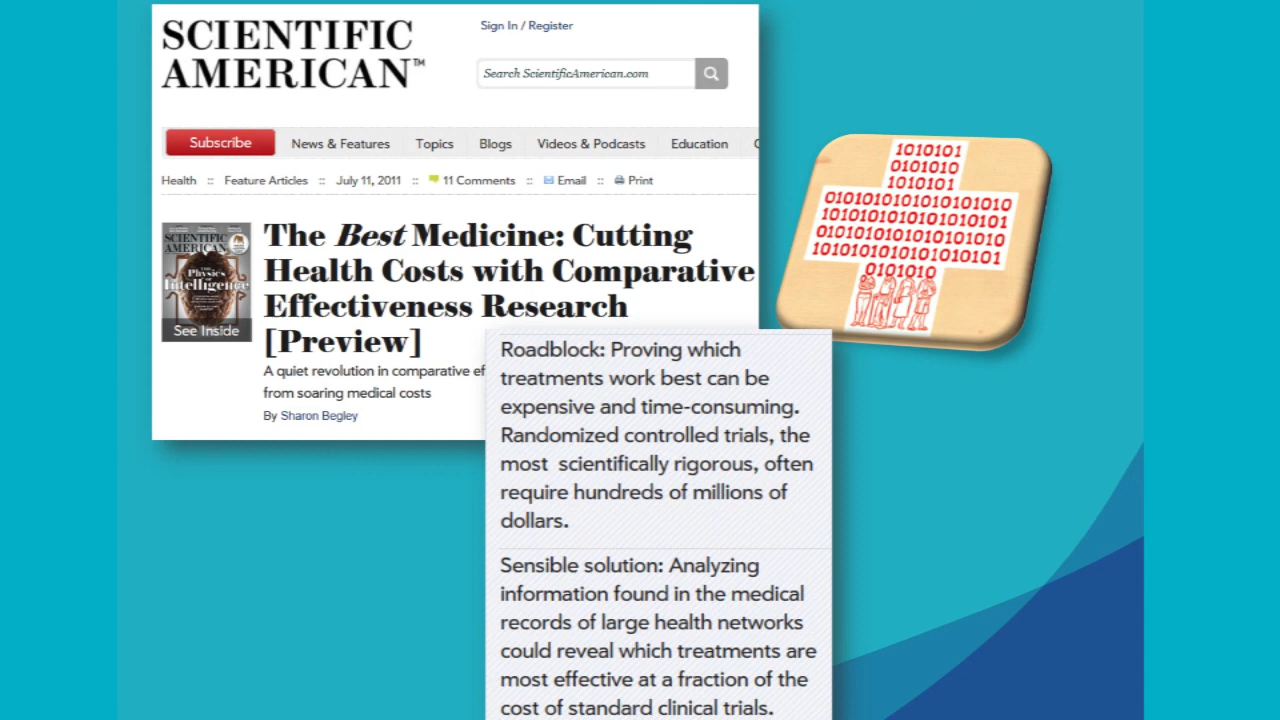 SCIENTIFIC
AMERICAN™
Sign In / Register
Search ScientificAmerican.com
Subscribe
News & Features
Topics
Blogs
Videos & Podcasts
Education
Health :: Feature Articles :: July 11, 2011 :: 11 Comments :: Email :: Print
SCIENTIFIC
AMERICAN
The Physics
of
Intelligence
See Inside
The Best Medicine: Cutting
Health Costs with Comparative
Effectiveness Research
[Preview]
A quiet revolution in comparative ef
from soaring medical costs
By Sharon Begley
1010101
0101010
1010101
0101010101010101010
1010101010101010101
0101010101010101010
1010101010101010101
0101010
Roadblock: Proving which
treatments work best can be
expensive and time-consuming.
Randomized controlled trials, the
most scientifically rigorous, often
require hundreds of millions of
dollars.
Sensible solution: Analyzing
information found in the medical
records of large health networks
could reveal which treatments are
most effective at a fraction of the
cost of standard clinical trials.